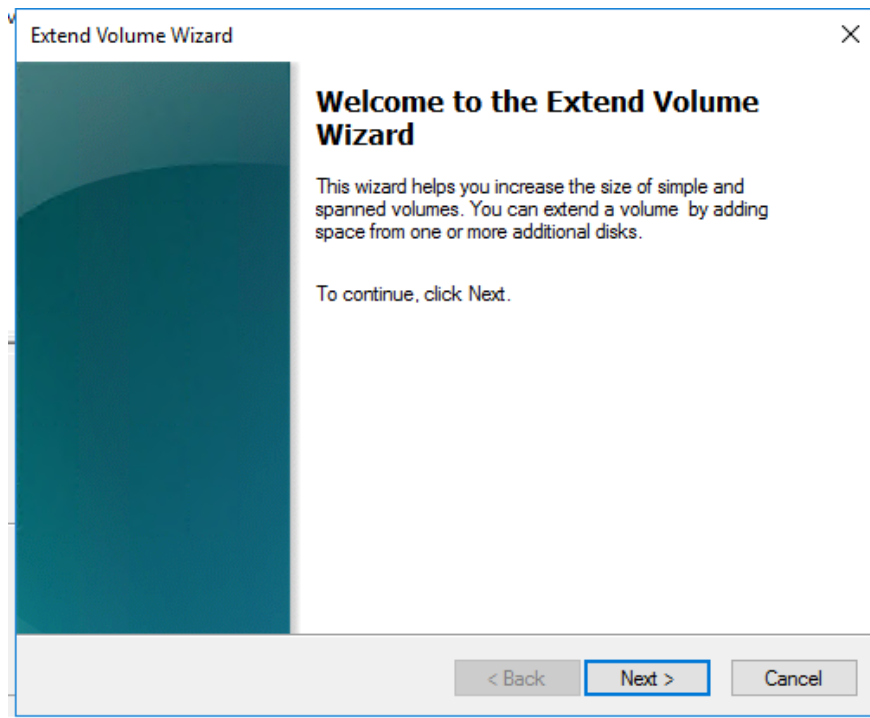 Extend Volume Wizard
Welcome to the Extend Volume
Wizard
This wizard helps you increase the size of simple and
spanned volumes. You can extend a volume  by adding
space from one or more additional disks.
To continue, click Next.
< Back
Next >
Cancel